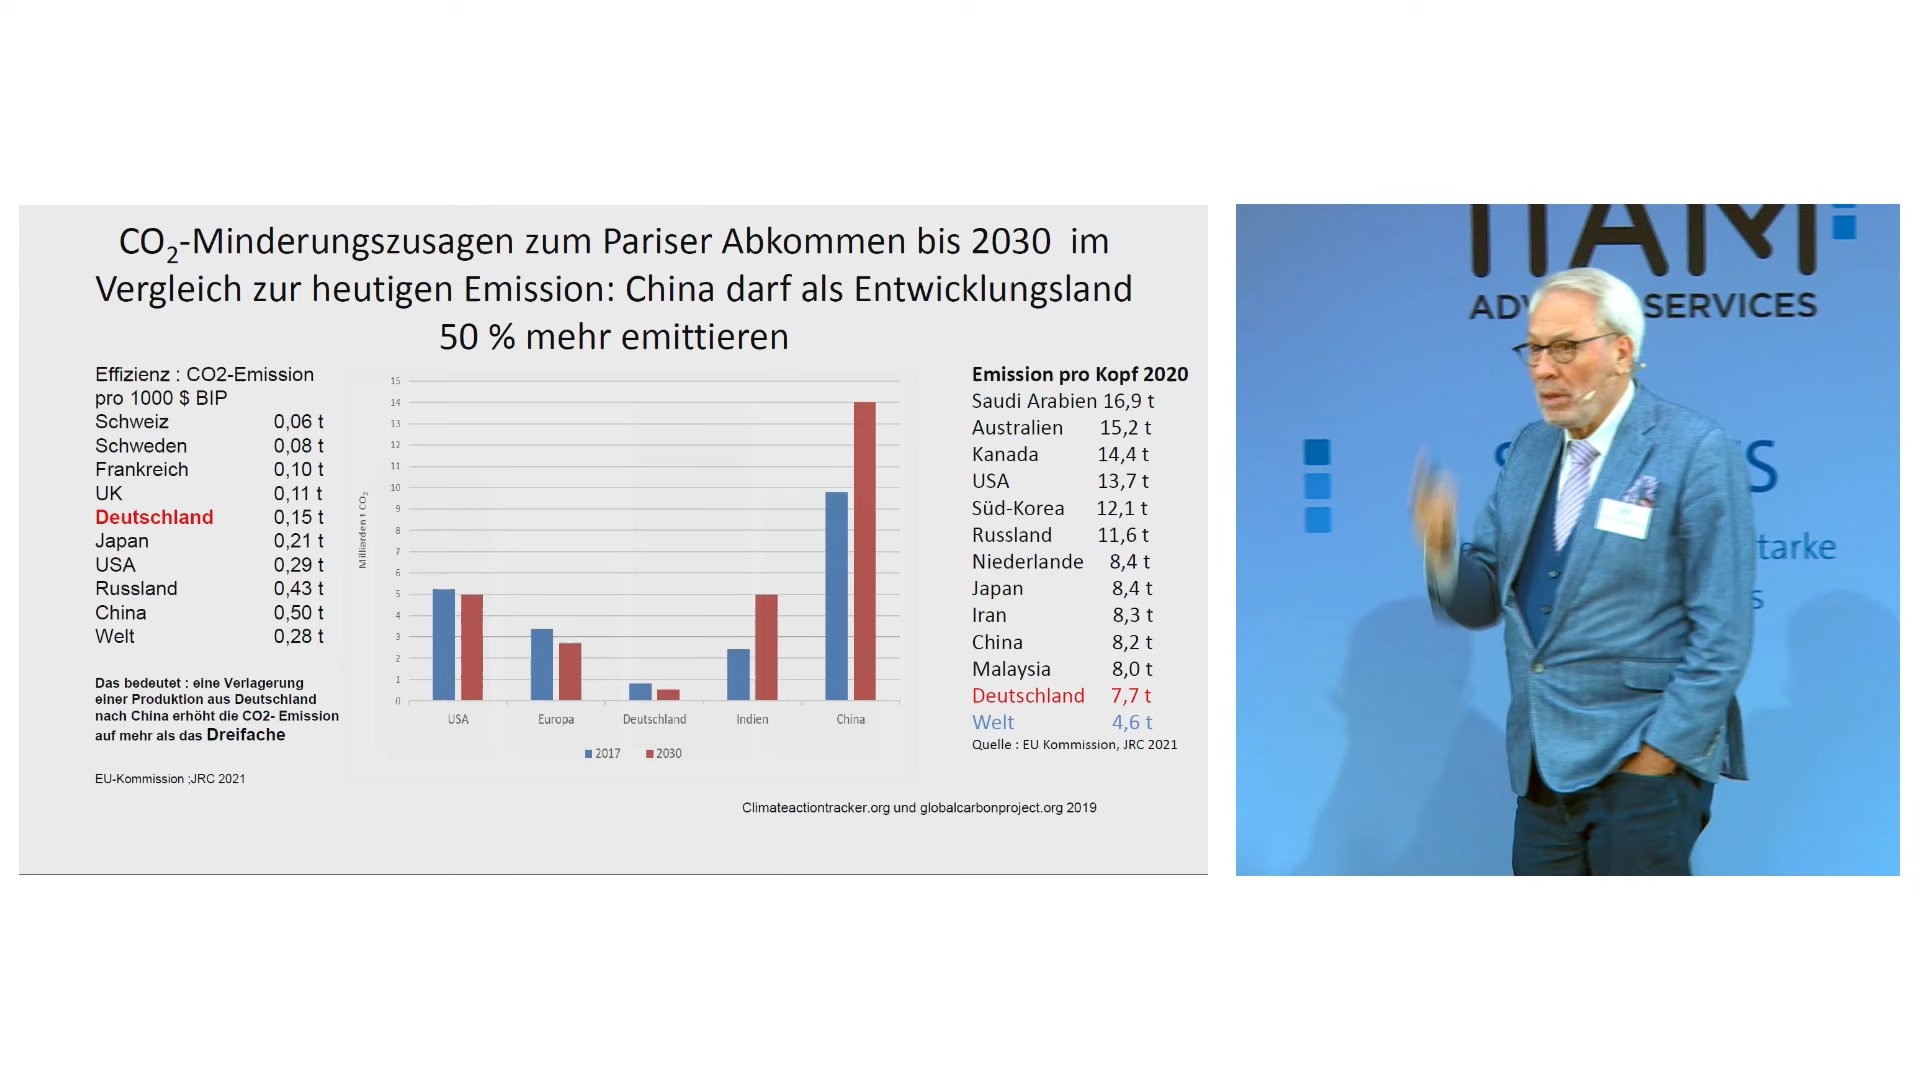 CO2-Minderungszusagen zum Pariser Abkommen bis 2030 im
Vergleich zur heutigen Emission: China darf als Entwicklungsland
50 % mehr emittieren
Effizienz : CO2-Emission
pro 1000 $ BIP
Schweiz 0,06 t
Schweden 0,08 t
Frankreich 0,10 t
UK 0,11 t
Deutschland 0,15 t
Japan 0,21 t
USA 0,29 t
Russland 0,43 t
China 0,50 t
Welt 0,28 t
Das bedeutet : eine Verlagerung
einer Produktion aus Deutschland
nach China erhöht die CO2- Emission
auf mehr als das Dreifache
EU-Kommission ;JRC 2021
Milliarden t CO2
15
14
13
12
11
10
9
8
7
6
5
4
3
2
1
0
USA Europa Deutschland Indien China
2017 2030
Emission pro Kopf 2020
Saudi Arabien 16,9 t
Australien 15,2 t
Kanada 14,4 t
USA 13,7 t
Süd-Korea 12,1 t
Russland 11,6 t
Niederlande 8,4 t
Japan 8,4 t
Iran 8,3 t
China 8,2 t
Malaysia 8,0 t
Deutschland 7,7 t
Welt 4,6 t
Quelle : EU Kommission, JRC 2021
Climateactiontracker.org und globalcarbonproject.org 2019
SERVICES
tarke